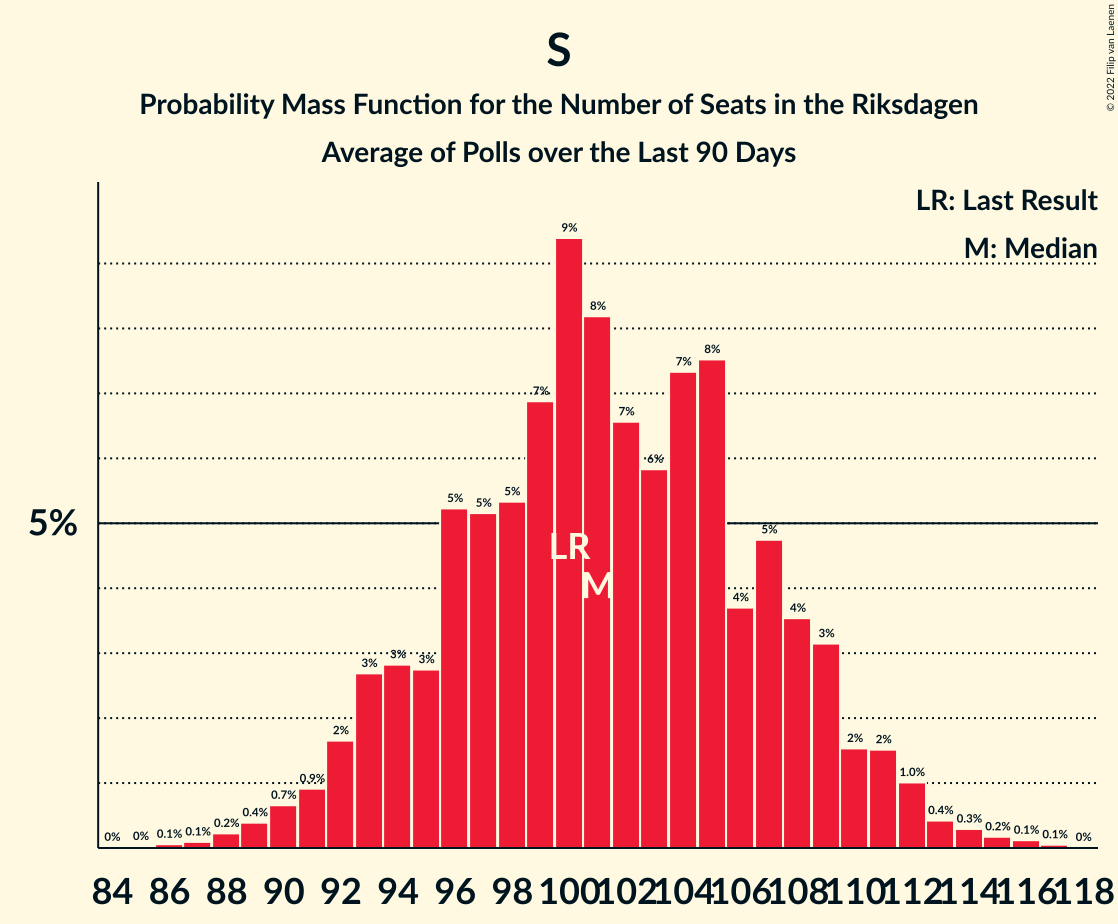 S
Probability Mass Function for the Number of Seats in the Riksdagen
Average of Polls over the Last 90 Days
© 2022 Filip van Laenen
LR: Last Result
M: Median
5%
0% 0% 0.1% 0.1% 0.2% 0.4% 0.7% 0.9% 2% 3% 3% 3% 5% 5% 5% 7% 9% 8% 7% 6% 7% 8% 4% 5% 4% 3% 2% 2% 1.0% 0.4% 0.3% 0.2% 0.1% 0.1% 0%
LR
M
84 86 88 90 92 94 96 98 100 102 104 106 108 110 112 114 116 118